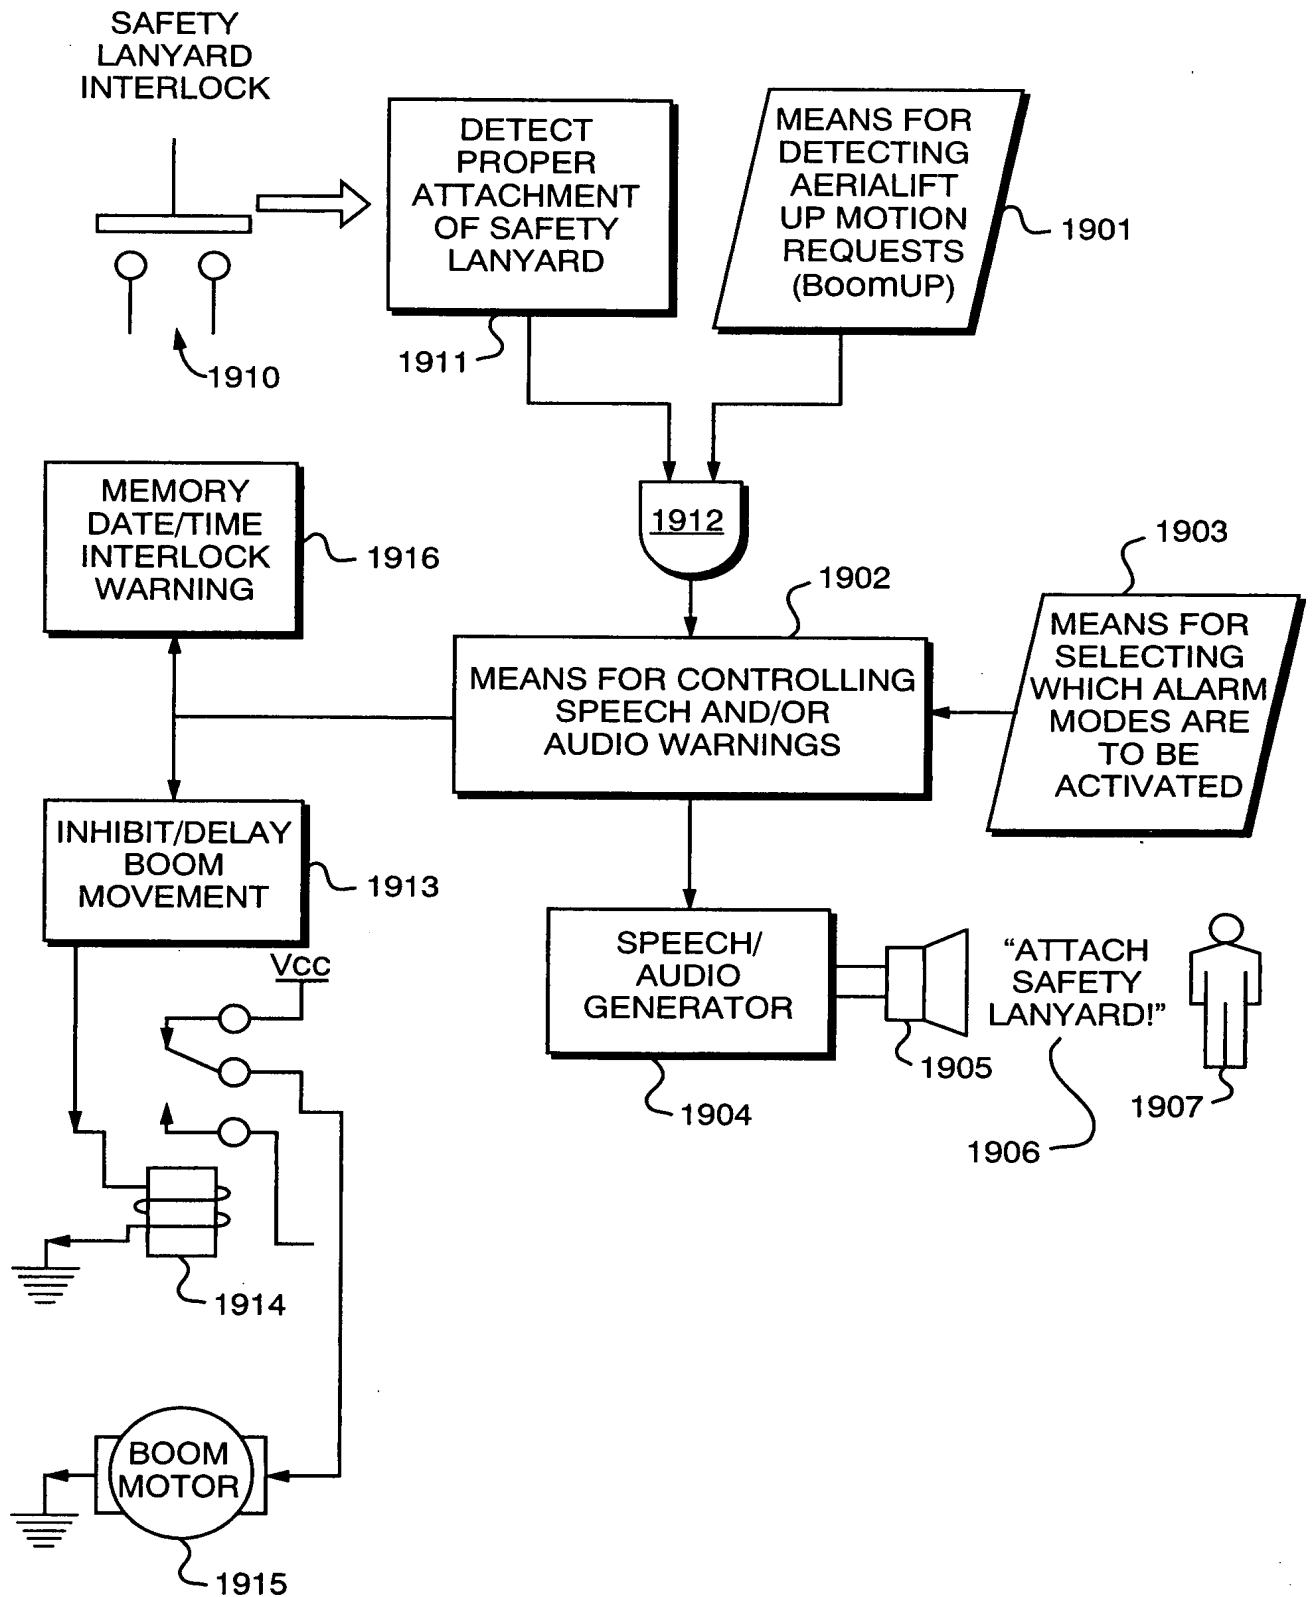 SAFETY
LANYARD
INTERLOCK
1910
DETECT
PROPER
ATTACHMENT
OF SAFETY
LANYARD
1911
MEANS FOR
DETECTING
AERIALIFT
UP MOTION
REQUESTS
(BoomUP)
1901
1912
MEMORY
DATE/TIME
INTERLOCK
WARNING
1916
1902
MEANS FOR CONTROLLING
SPEECH AND/OR
AUDIO WARNINGS
1903
MEANS FOR
SELECTING
WHICH ALARM
MODES ARE
TO BE
ACTIVATED
INHIBIT/DELAY
BOOM
MOVEMENT
1913
SPEECH/
AUDIO
GENERATOR
1904
1905
“ATTACH
SAFETY
LANYARD!”
1906
1907
Vcc
1914
BOOM
MOTOR
1915